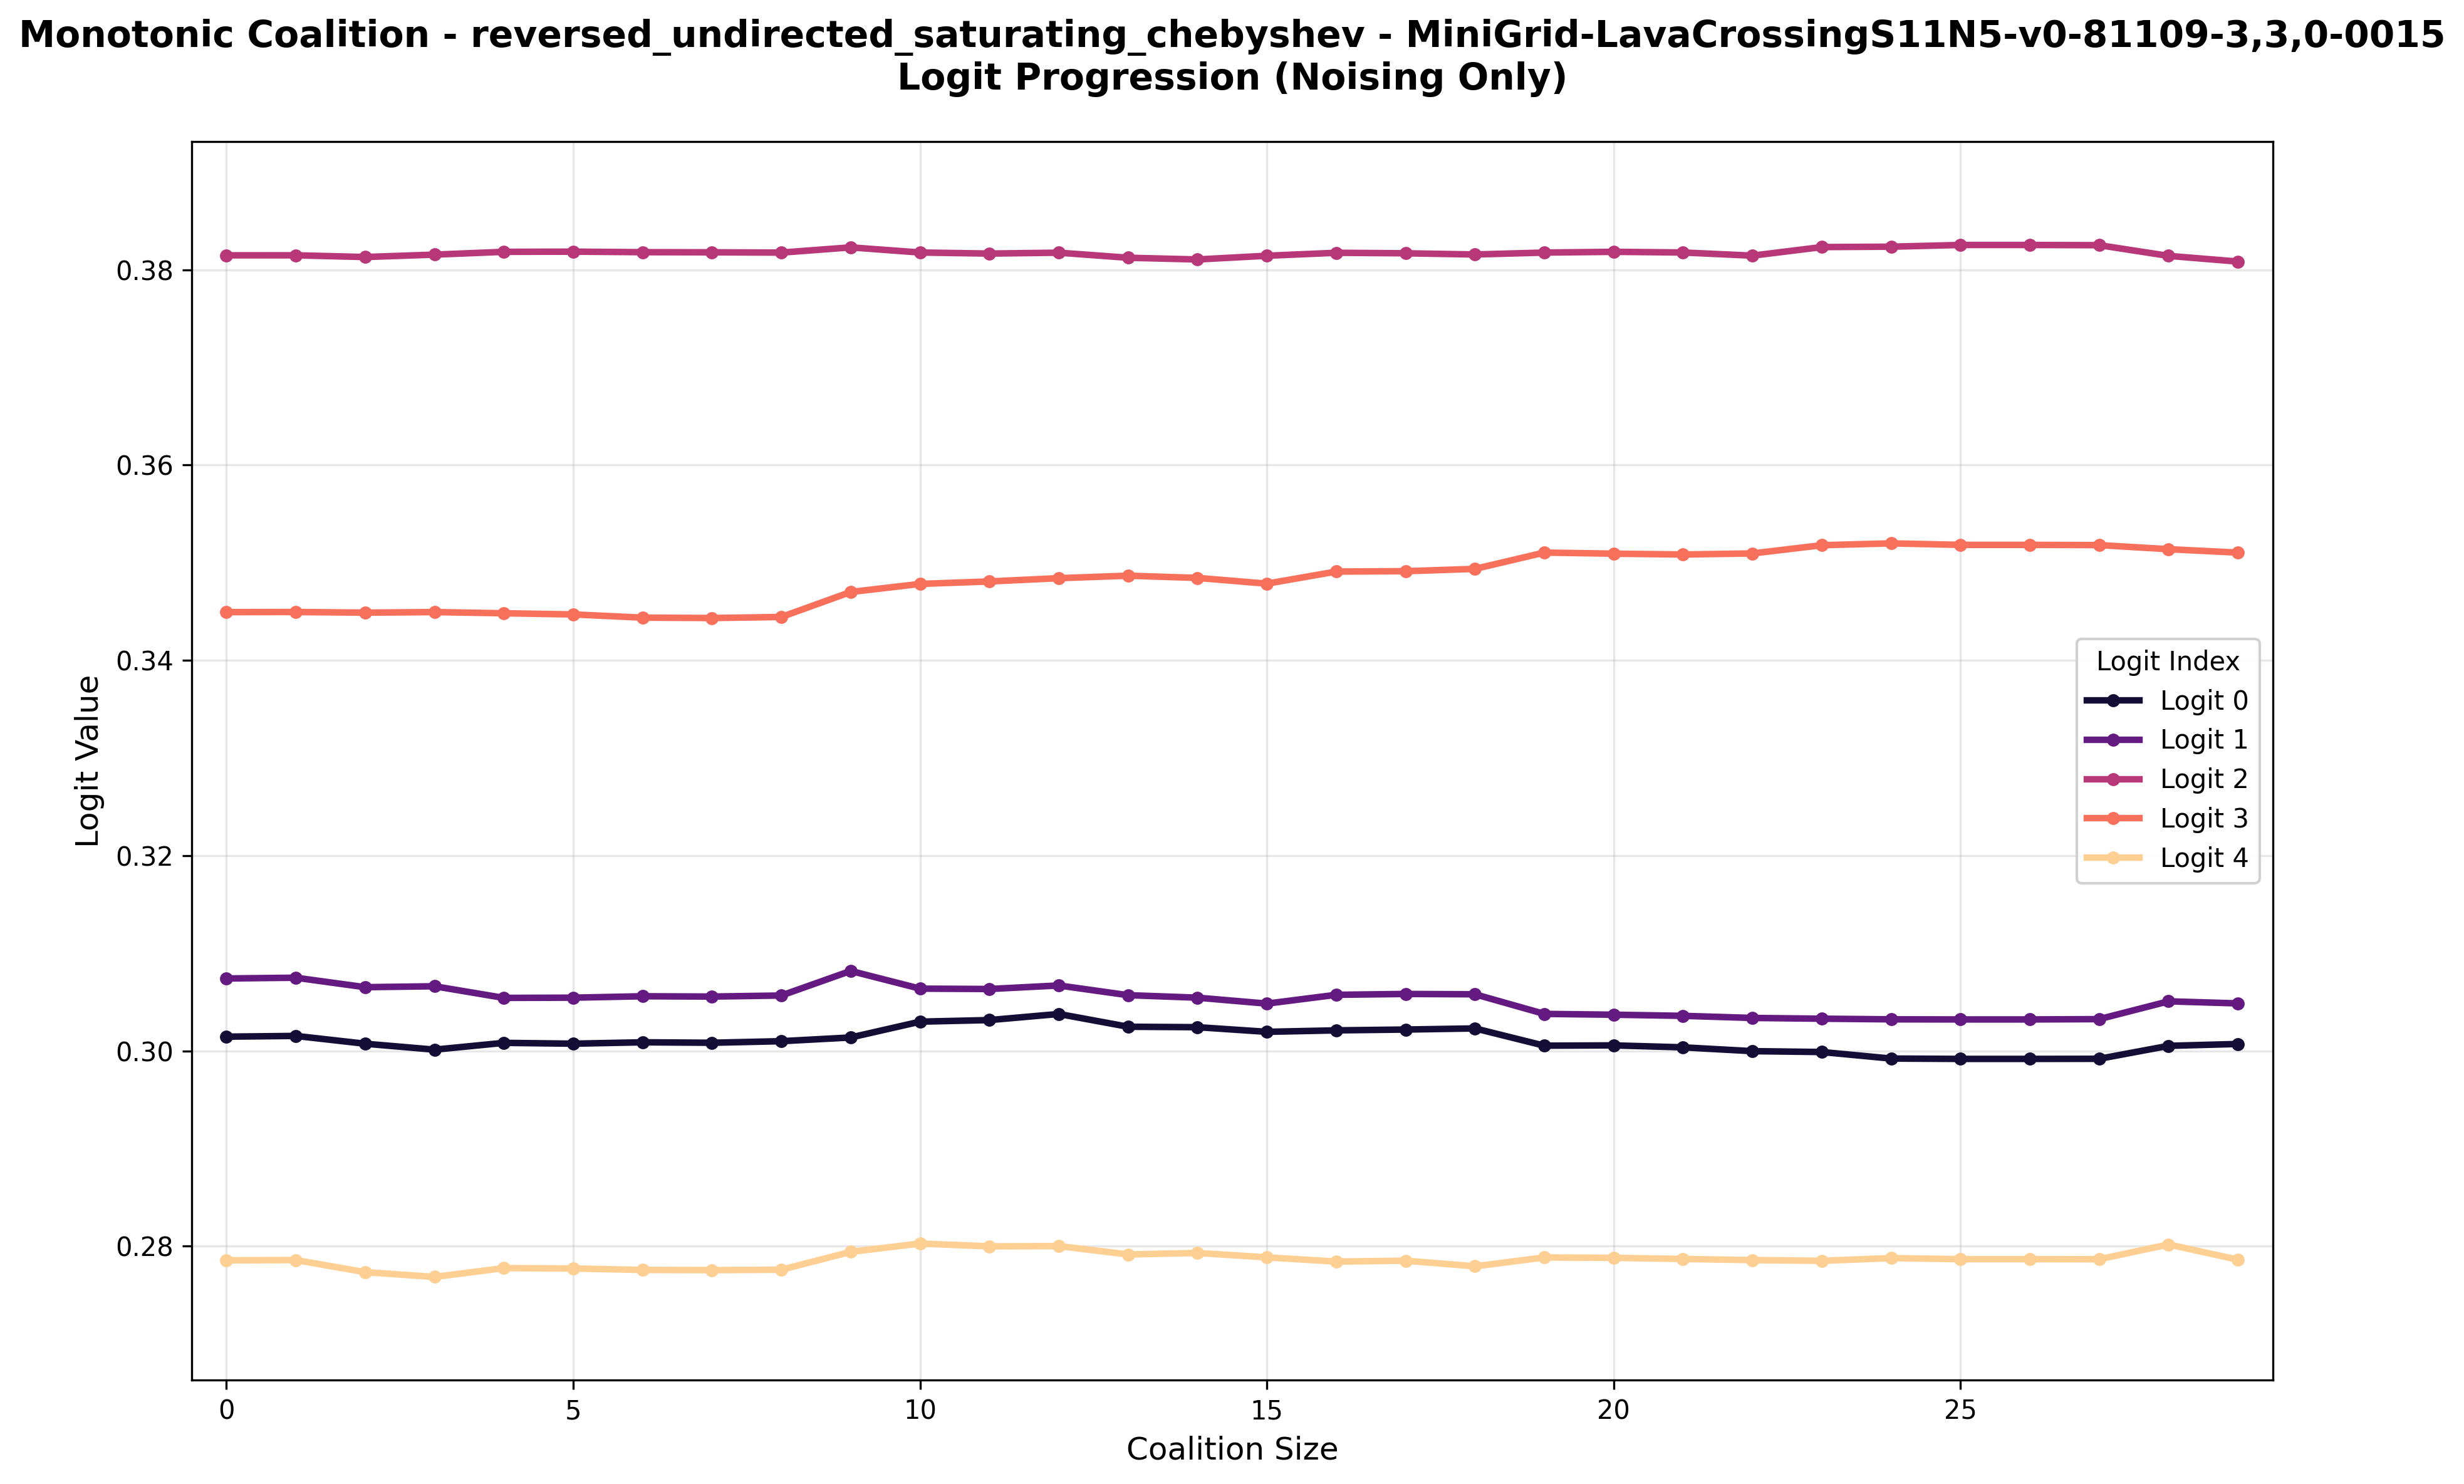 Monotonic Coalition - reversed_undirected_saturating_chebyshev - MiniGrid-LavaCrossingS11N5-v0-81109-3,3,0-0015
Logit Progression (Noising Only)
Logit Value
0.38
0.36
0.34
0.32
0.30
0.28
Logit Index
Logit 0
Logit 1
Logit 2
Logit 3
Logit 4
0
5
10
15
20
25
Coalition Size